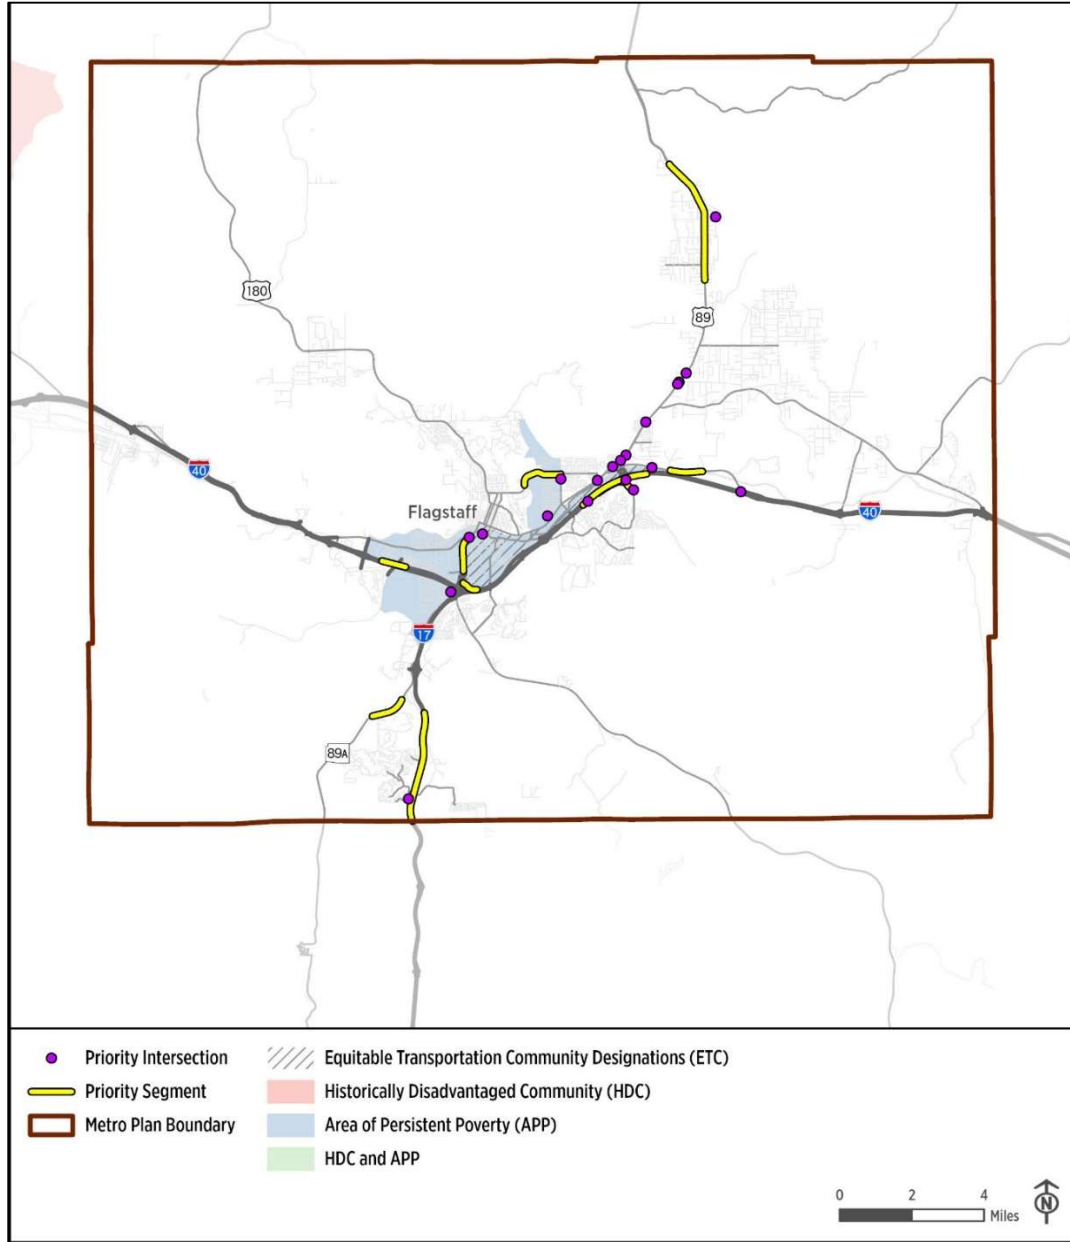 180
89
40
Flagstaff
40
17
89A
Priority Intersection
Priority Segment
Metro Plan Boundary
Equitable Transportation Community Designations (ETC)
Historically Disadvantaged Community (HDC)
Area of Persistent Poverty (APP)
HDC and APP
0 2 4
Miles
N